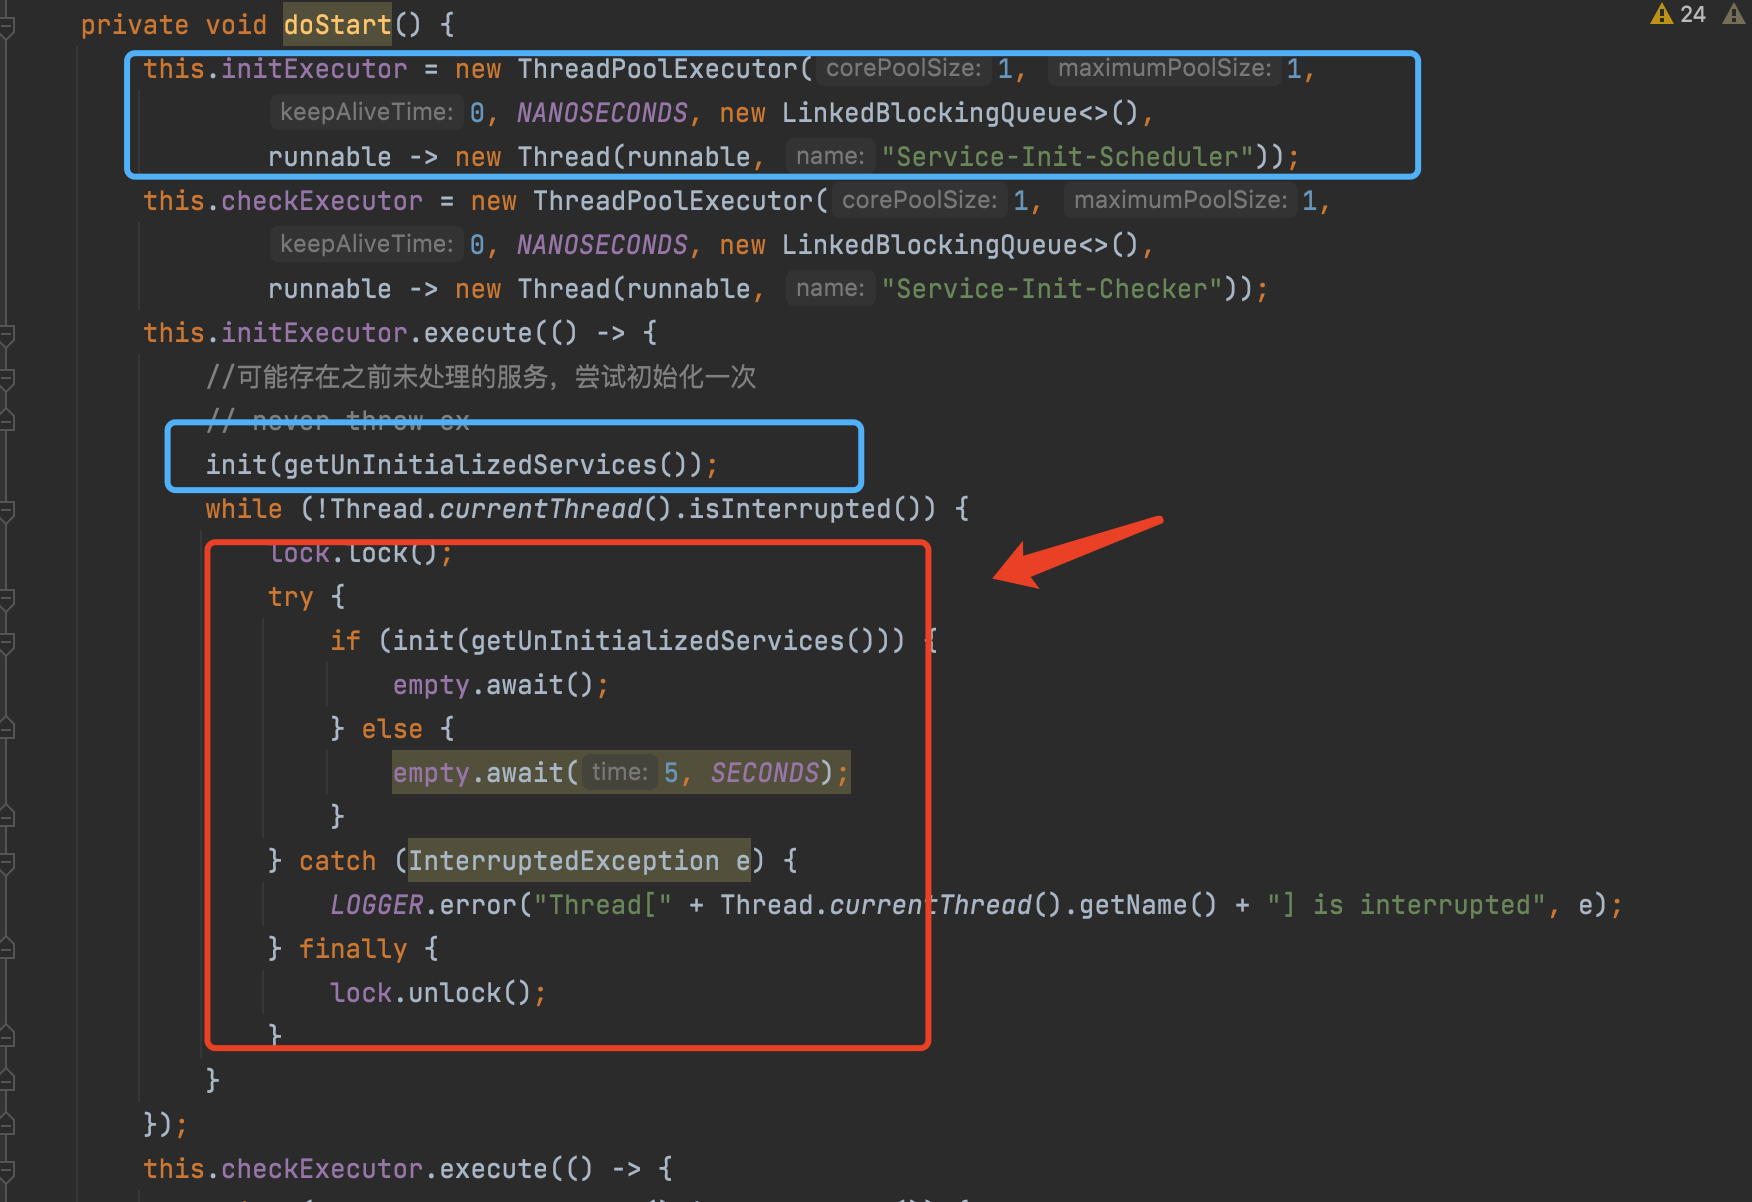 24
private void doStart() {
this.initExecutor = new ThreadPoolExecutor( corePoolSize: 1, maximumPoolSize: 1,
keepAliveTime: 0, NANOSECONDS, new LinkedBlockingQueue<>(),
runnable -> new Thread(runnable, name: "Service-Init-Scheduler"));
this.checkExecutor = new ThreadPoolExecutor( corePoolSize: 1, maximumPoolSize: 1,
keepAliveTime: 0, NANOSECONDS, new LinkedBlockingQueue<>(),
runnable -> new Thread(runnable, name: "Service-Init-Checker"));
this.initExecutor.execute(() -> {
//可能存在之前未处理的服务，尝试初始化一次
// never throw ex
init(getUnInitializedServices());
while (!Thread.currentThread().isInterrupted()) {
lock.lock();
try {
if (init(getUnInitializedServices())) {
empty.await();
} else {
empty.await( time: 5, SECONDS);
}
} catch (InterruptedException e) {
LOGGER.error("Thread[" + Thread.currentThread().getName() + "] is interrupted", e);
} finally {
lock.unlock();
}
}
});
this.checkExecutor.execute(() -> {